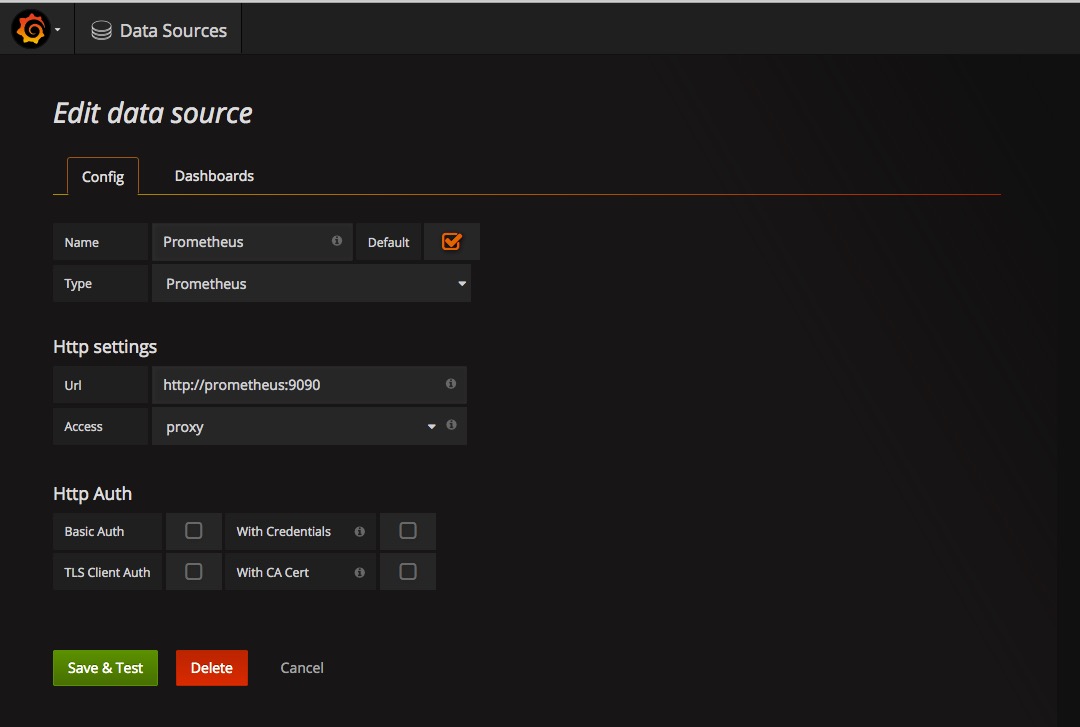 Data Sources
Edit data source
Config Dashboards
Name Prometheus Default
Type Prometheus
Http settings
Url http://prometheus:9090
Access proxy
Http Auth
Basic Auth With Credentials
TLS Client Auth With CA Cert
Save & Test Delete Cancel